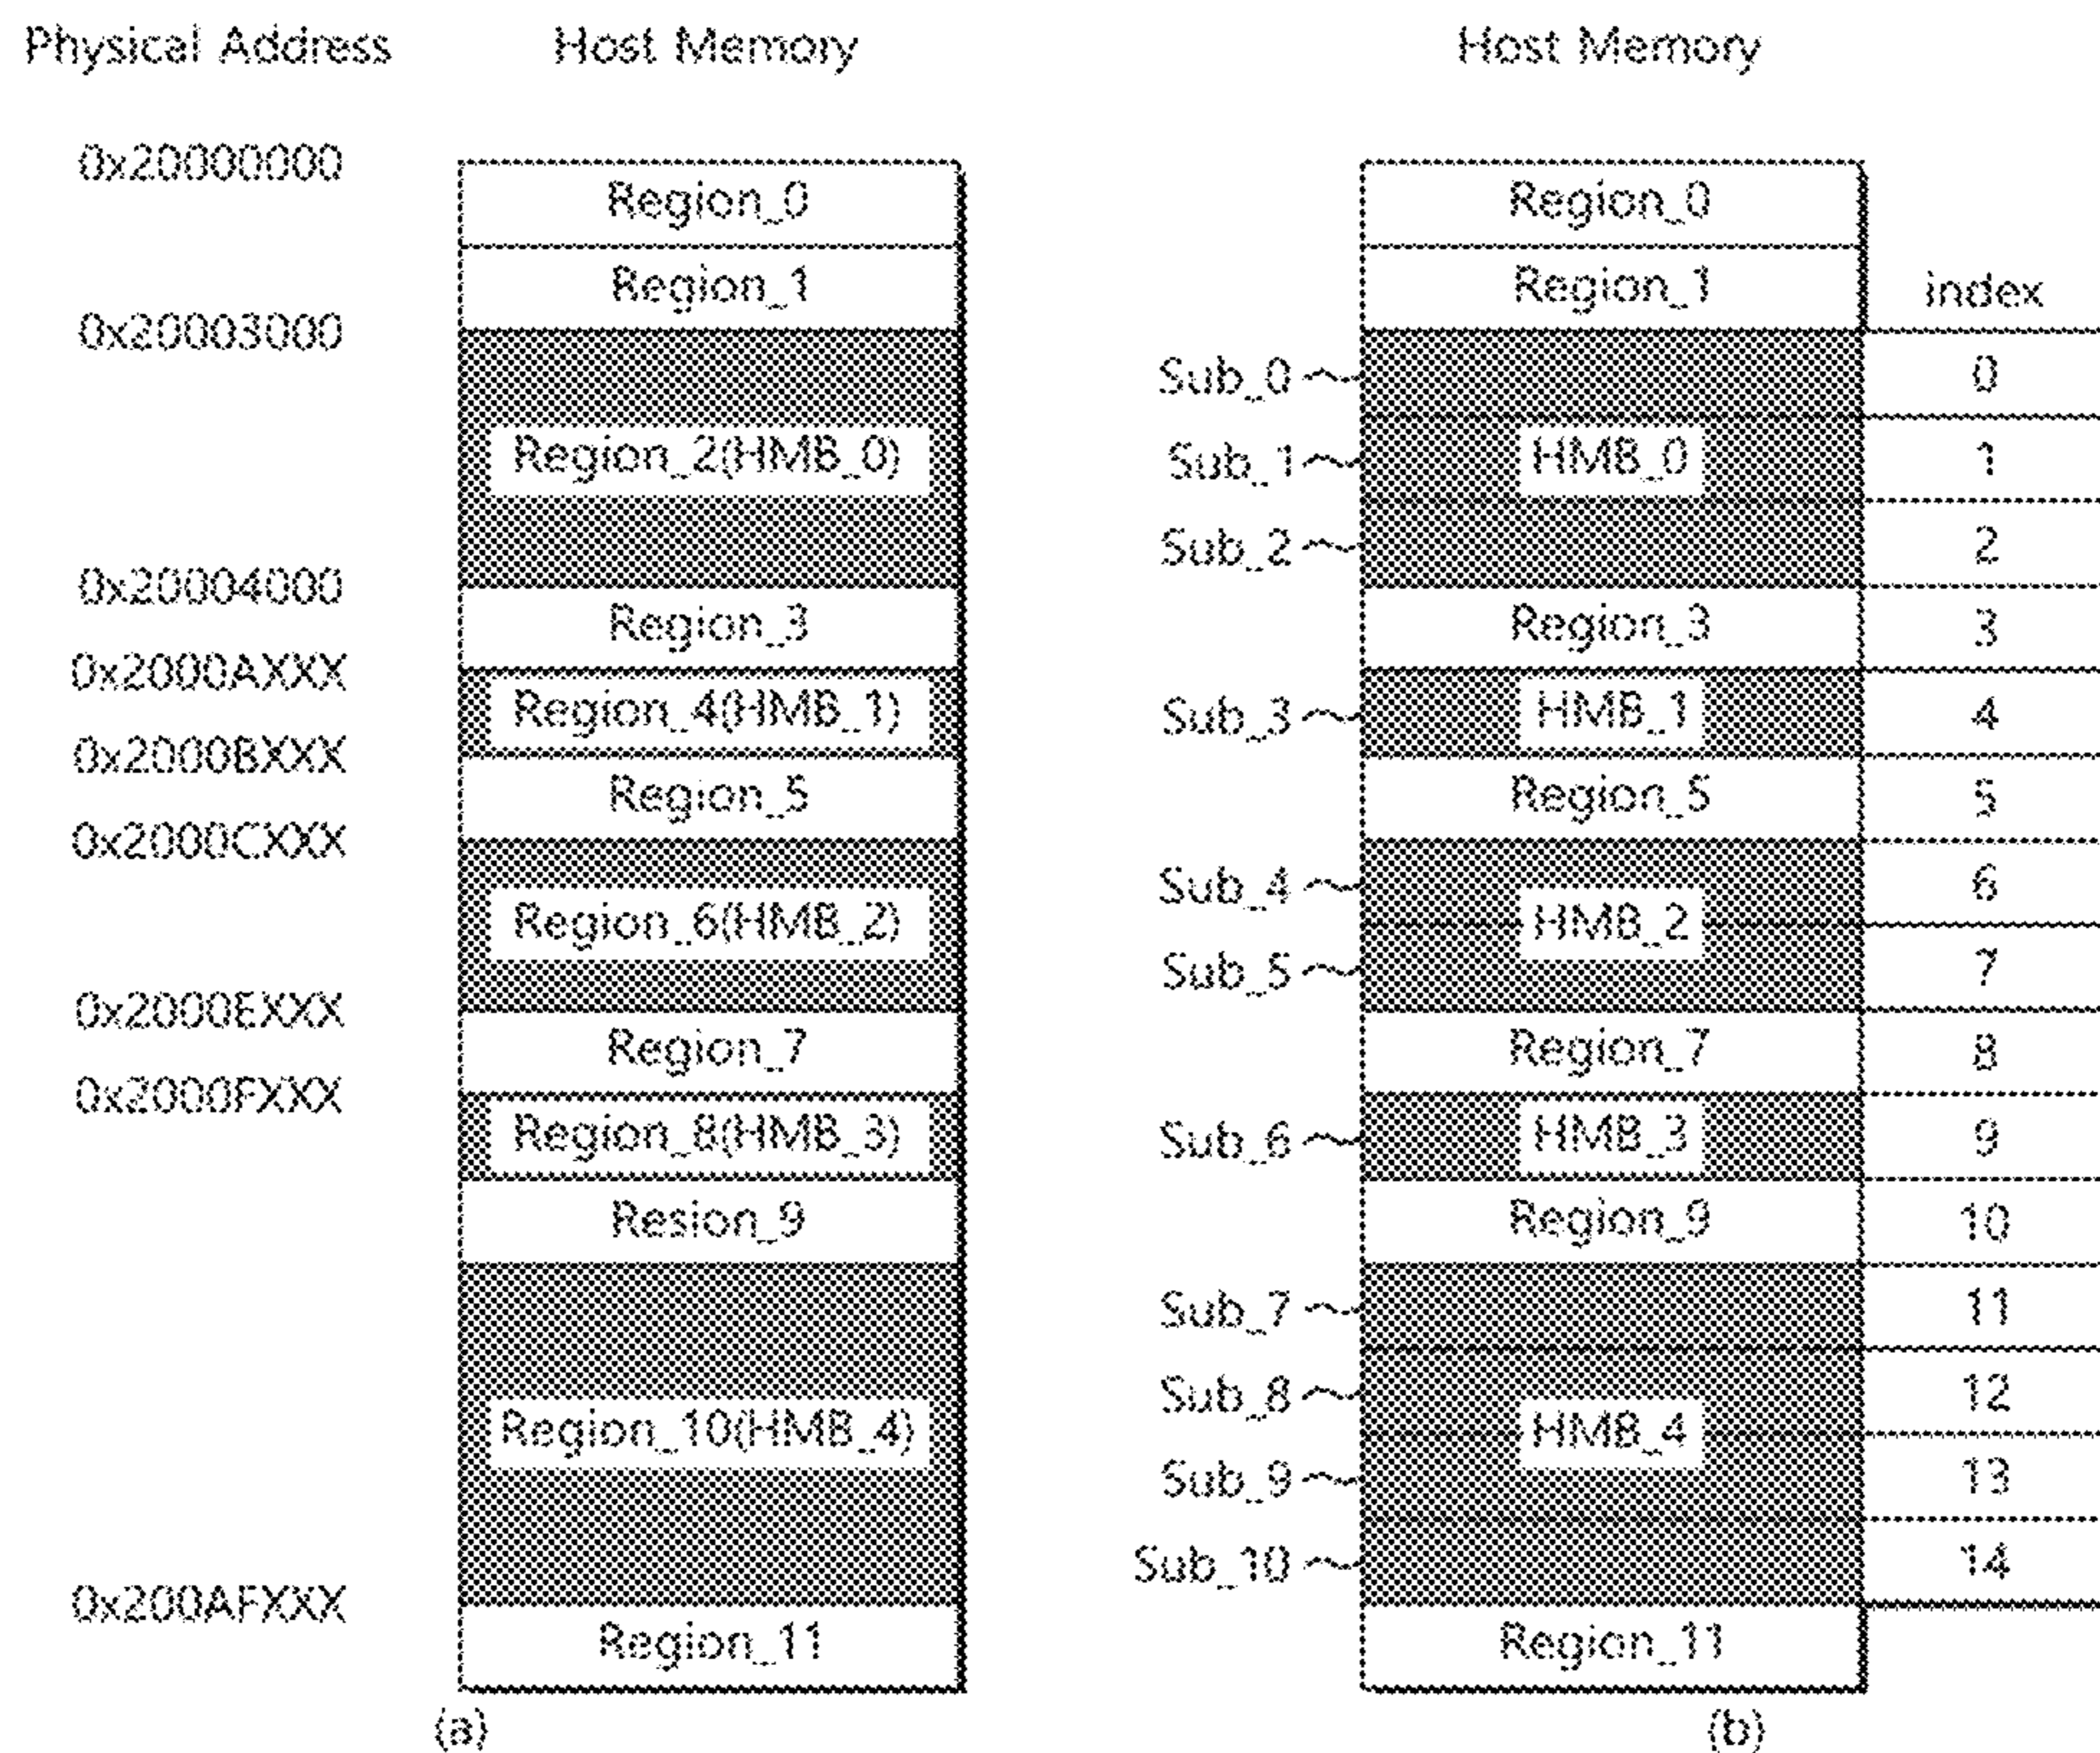 Physical Address Host Memory
0x20000000
Region_0
Region_1
0x20003000
Region_2(HMB_0)
0x20004000
Region_3
0x2000AXXX
Region_4(HMB_1)
0x2000BXXX
Region_5
0x2000CXXX
Region_6(HMB_2)
0x2000EXXX
Region_7
0x2000FXXX
Region_8(HMB_3)
Resion_9
Region_10(HMB_4)
0x200AFXXX
Region_11
(a)
Host Memory
Region_0
Region_1 index
Sub_0 0
Sub_1 HMB_0 1
Sub_2 2
Region_3 3
Sub_3 HMB_1 4
Region_5 5
Sub_4 6
HMB_2
Sub_5 7
Region_7 8
Sub_6 HMB_3 9
Region_9 10
Sub_7 11
Sub_8 12
HMB_4
Sub_9 13
Sub_10 14
Region_11
(b)